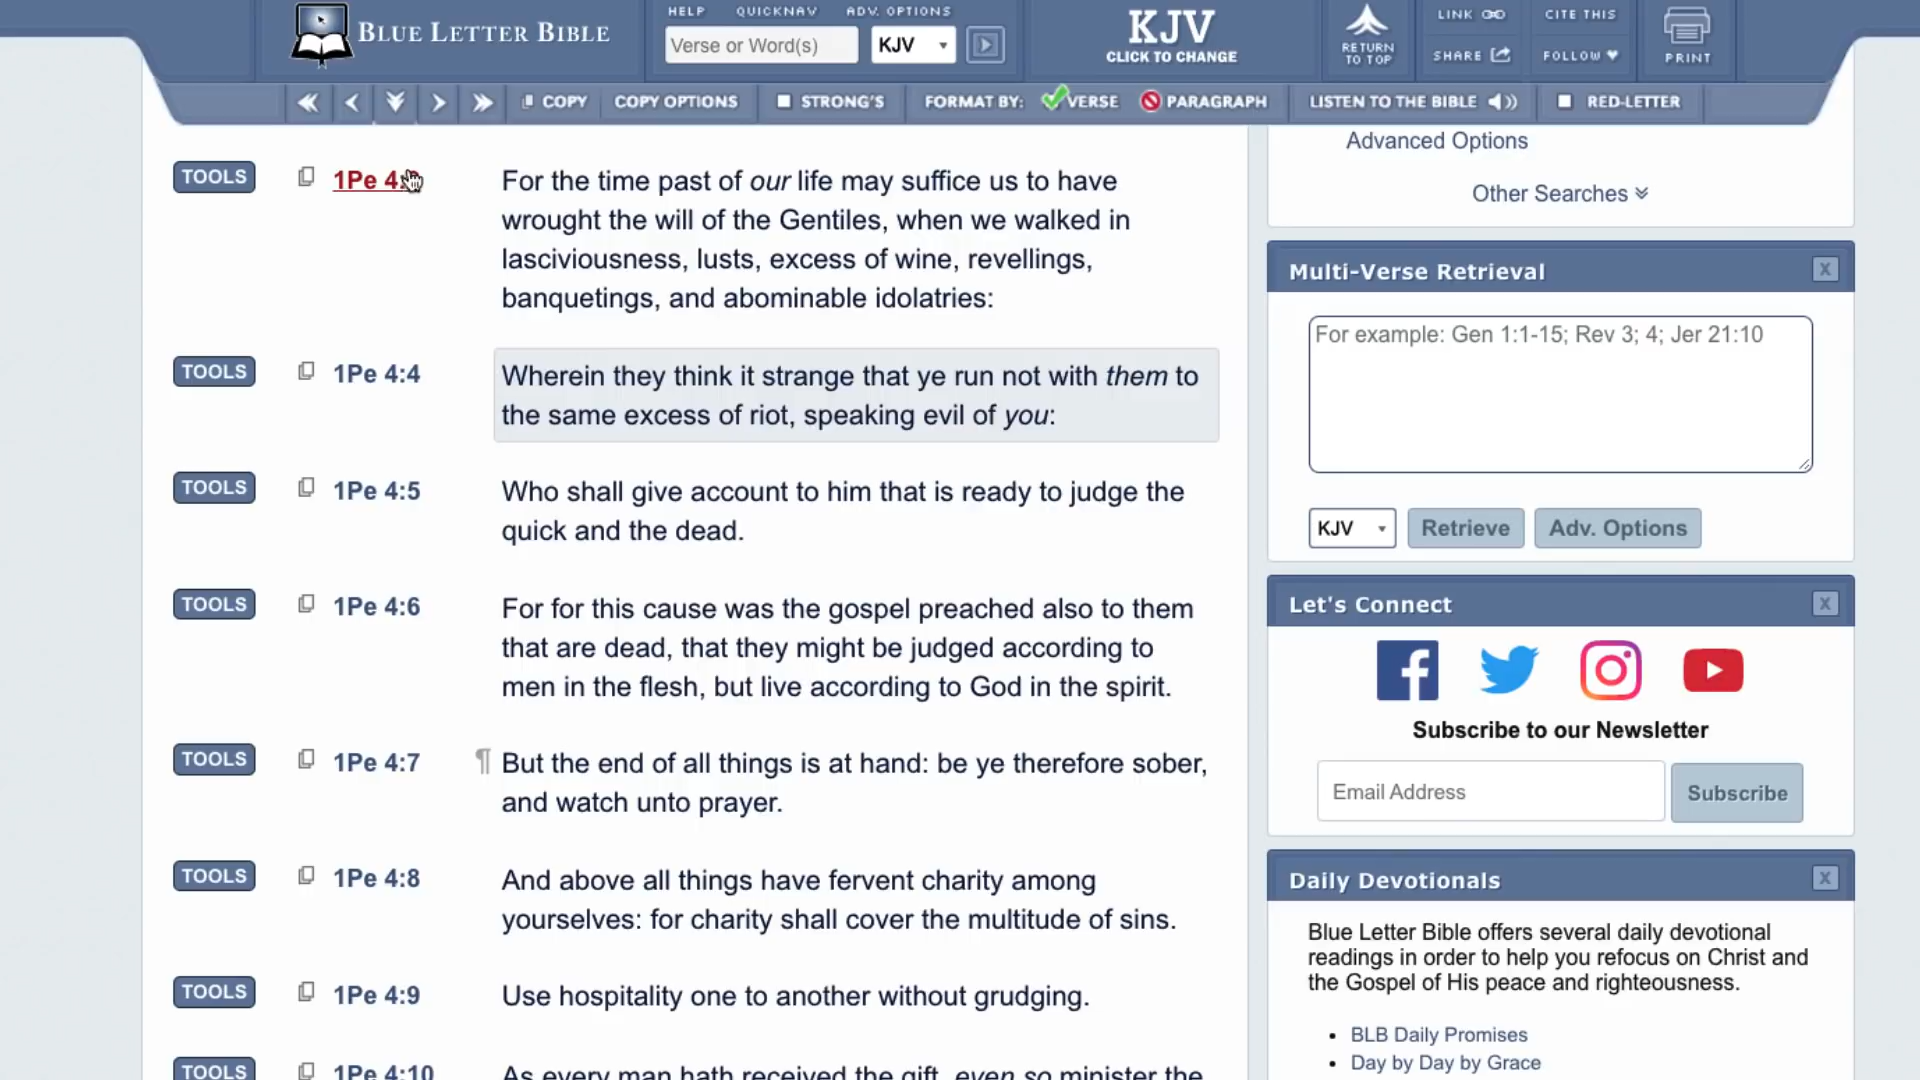 BLUE LETTER BIBLE
HELP QUICKNAV ADV. OPTIONS
Verse or Word(s) KJV
KJV
CLICK TO CHANGE
RETURN
TO TOP
LINK
SHARE
CITE THIS
FOLLOW
PRINT
COPY COPY OPTIONS STRONG'S FORMAT BY: VERSE PARAGRAPH LISTEN TO THE BIBLE RED-LETTER
TOOLS 1Pe 4: For the time past of our life may suffice us to have
wrought the will of the Gentiles, when we walked in
lasciviousness, lusts, excess of wine, revellings,
banquetings, and abominable idolatries:
TOOLS 1Pe 4:4 Wherein they think it strange that ye run not with them to
the same excess of riot, speaking evil of you:
TOOLS 1Pe 4:5 Who shall give account to him that is ready to judge the
quick and the dead.
TOOLS 1Pe 4:6 For for this cause was the gospel preached also to them
that are dead, that they might be judged according to
men in the flesh, but live according to God in the spirit.
TOOLS 1Pe 4:7 ¶ But the end of all things is at hand: be ye therefore sober,
and watch unto prayer.
TOOLS 1Pe 4:8 And above all things have fervent charity among
yourselves: for charity shall cover the multitude of sins.
TOOLS 1Pe 4:9 Use hospitality one to another without grudging.
TOOLS 1Pe 4:10 As every man hath received the gift, even so minister the
Advanced Options
Other Searches
Multi-Verse Retrieval X
For example: Gen 1:1-15; Rev 3; 4; Jer 21:10
KJV Retrieve Adv. Options
Let's Connect X
Subscribe to our Newsletter
Email Address Subscribe
Daily Devotionals X
Blue Letter Bible offers several daily devotional
readings in order to help you refocus on Christ and
the Gospel of His peace and righteousness.
• BLB Daily Promises
• Day by Day by Grace